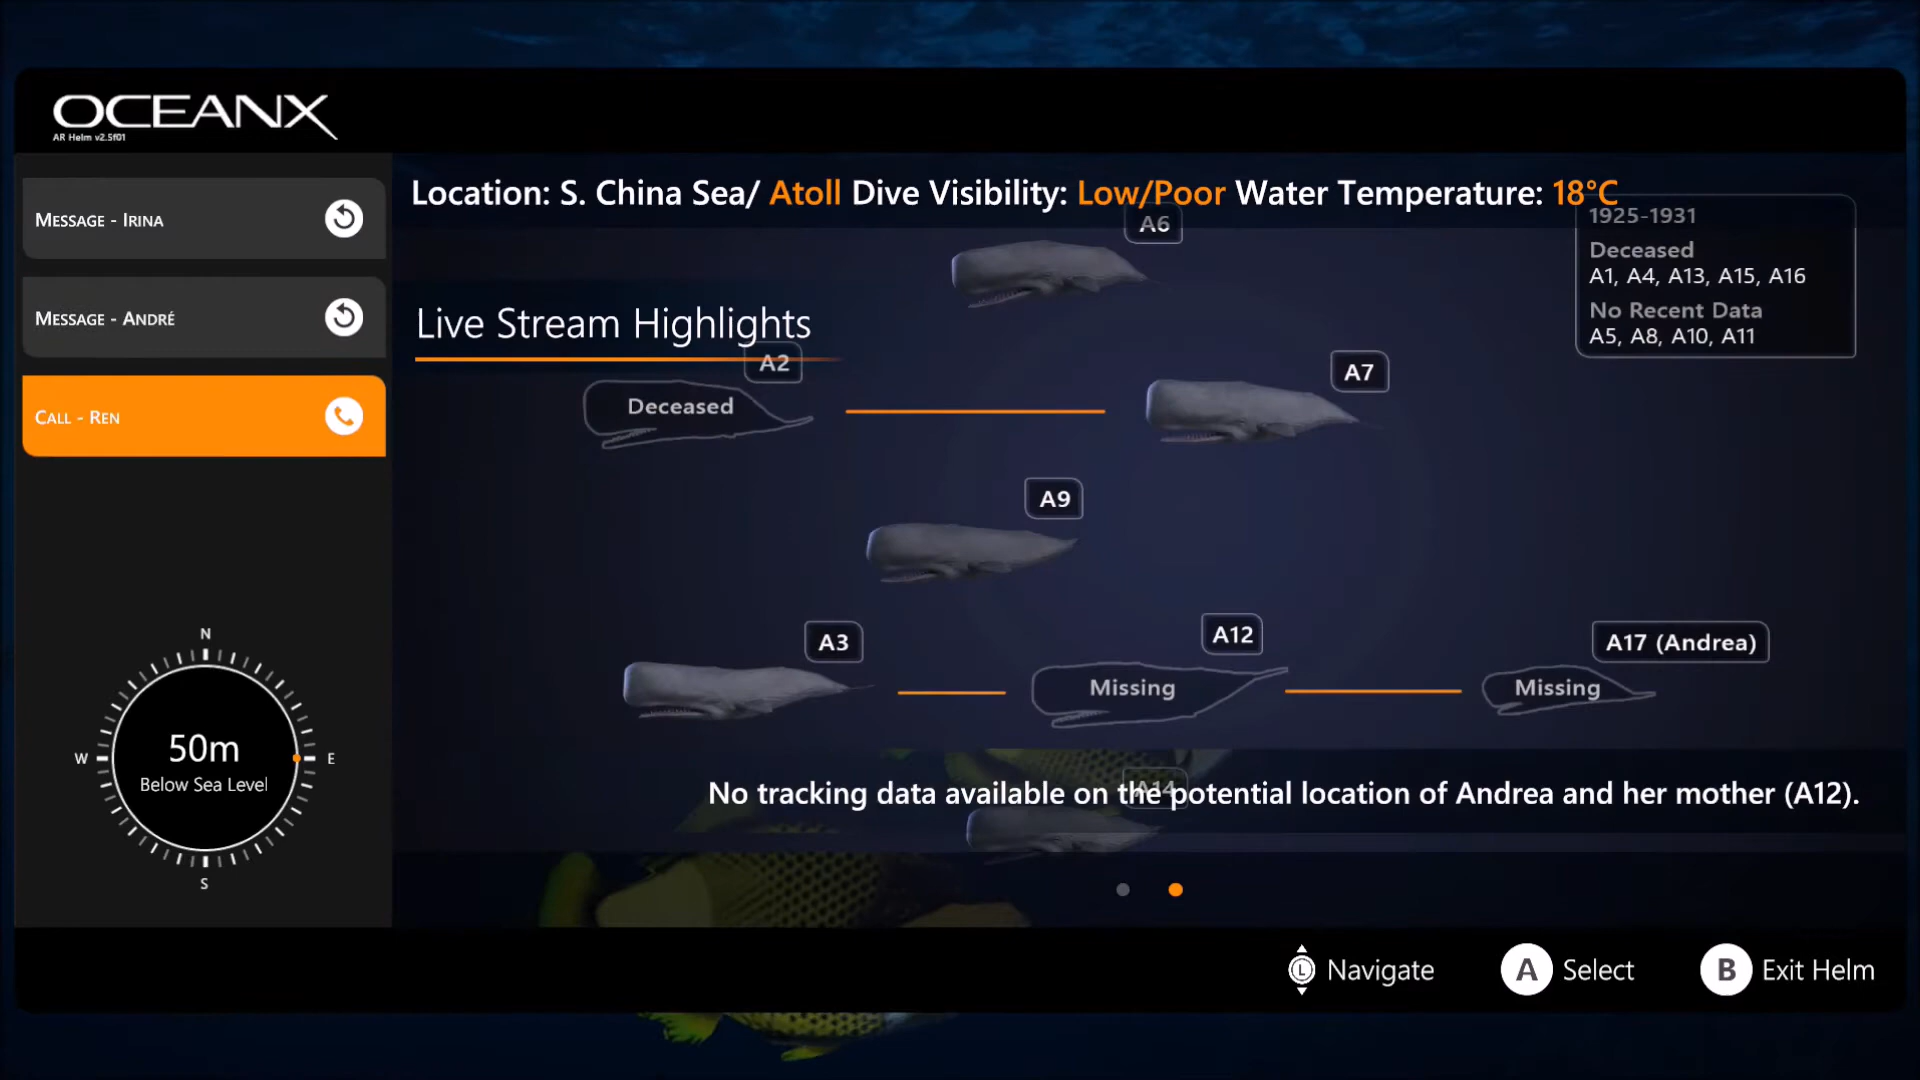 OCEANX
AR Helm v2.5f01
Message - Irina
Message - André
Call - Ren
Location: S. China Sea/ Atoll Dive Visibility: Low/Poor Water Temperature: 18°C
1925-1931
Deceased
A1, A4, A13, A15, A16
No Recent Data
A5, A8, A10, A11
A6
Live Stream Highlights
A2
Deceased
A7
A9
A3
A12
Missing
A17 (Andrea)
Missing
A14
No tracking data available on the potential location of Andrea and her mother (A12).
N
W
E
S
50m
Below Sea Level
L Navigate
A Select
B Exit Helm